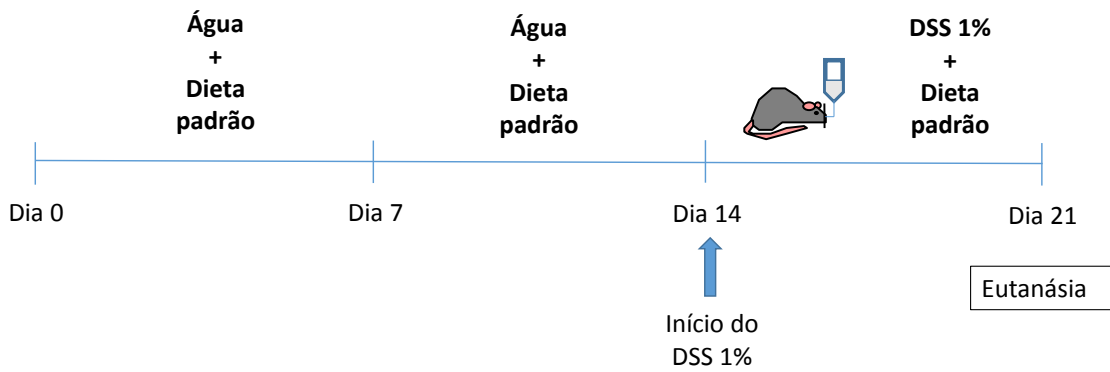 Água
+
Dieta
padrão
Água
+
Dieta
padrão
DSS 1%
+
Dieta
padrão
Dia 0
Dia 7
Dia 14
Dia 21
Eutanásia
Início do
DSS 1%